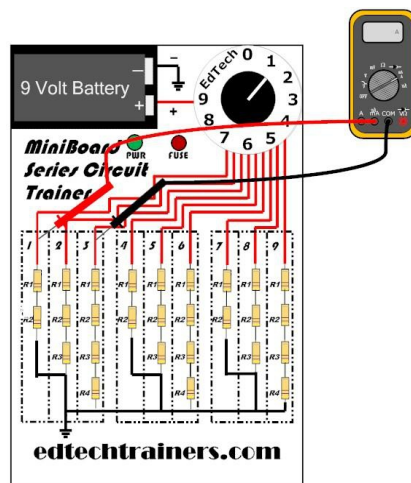 9 Volt Battery
−
+
−
+
EdTech
0
1
2
3
4
5
6
7
8
9
A
A mA COM VΩ
OFF
MiniBoard
Series Circuit
Trainer
PWR
FUSE
1 2 3 4 5 6 7 8 9
R1 R1 R1 R1 R1 R1 R1 R1 R1
R2 R2 R2 R2 R2 R2 R2 R2 R2
R3 R3 R3 R3 R3
R4 R4 R4
edtechtrainers.com